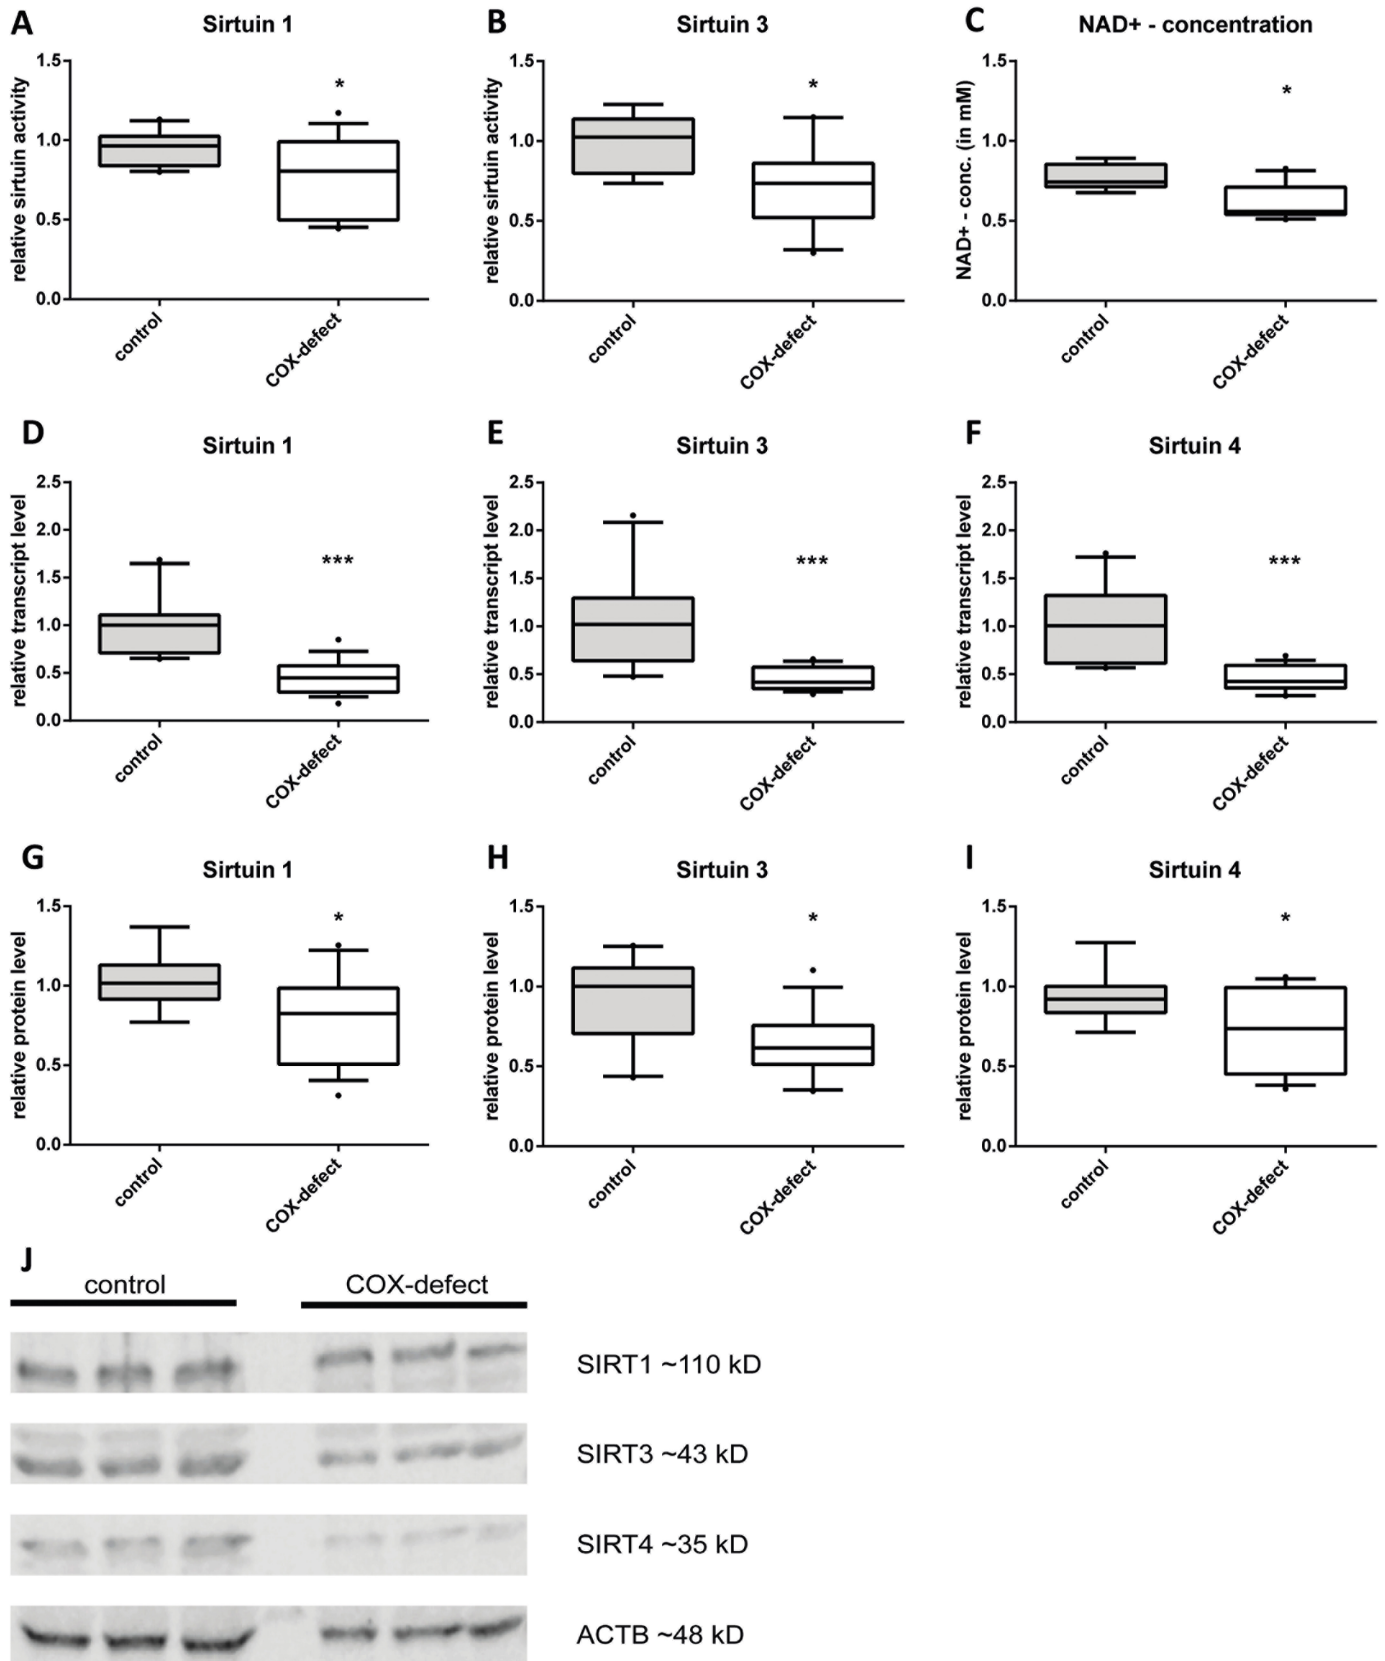 A
Sirtuin 1
relative sirtuin activity
1.5
1.0
0.5
0.0
*
control
COX-defect
B
Sirtuin 3
relative sirtuin activity
1.5
1.0
0.5
0.0
*
control
COX-defect
C
NAD+ - concentration
NAD+ - conc. (in mM)
1.5
1.0
0.5
0.0
*
control
COX-defect
D
Sirtuin 1
relative transcript level
2.5
2.0
1.5
1.0
0.5
0.0
***
control
COX-defect
E
Sirtuin 3
relative transcript level
2.5
2.0
1.5
1.0
0.5
0.0
***
control
COX-defect
F
Sirtuin 4
relative transcript level
2.5
2.0
1.5
1.0
0.5
0.0
***
control
COX-defect
G
Sirtuin 1
relative protein level
1.5
1.0
0.5
0.0
*
control
COX-defect
H
Sirtuin 3
relative protein level
1.5
1.0
0.5
0.0
*
control
COX-defect
I
Sirtuin 4
relative protein level
1.5
1.0
0.5
0.0
*
control
COX-defect
J
control
COX-defect
SIRT1 ~110 kD
SIRT3 ~43 kD
SIRT4 ~35 kD
ACTB ~48 kD